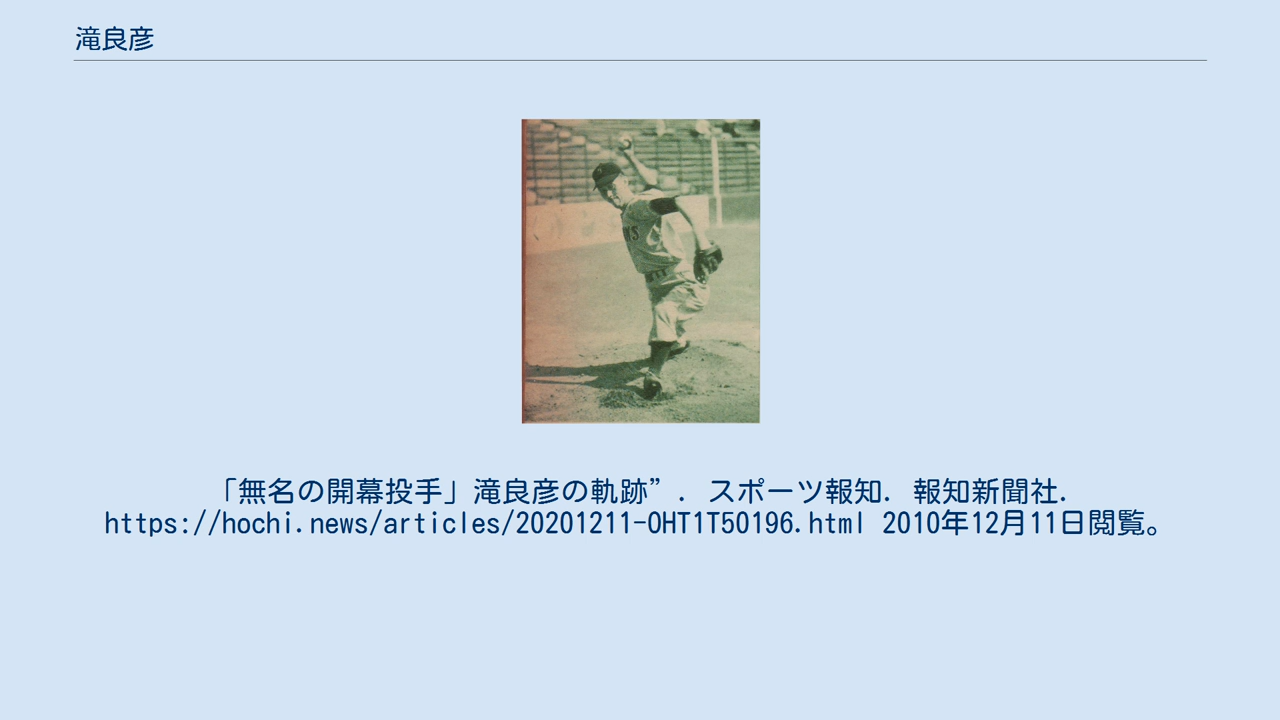 滝良彦
「無名の開幕投手」滝良彦の軌跡”. スポーツ報知. 報知新聞社.
https://hochi.news/articles/20201211-OHT1T50196.html 2010年12月11日閲覧。